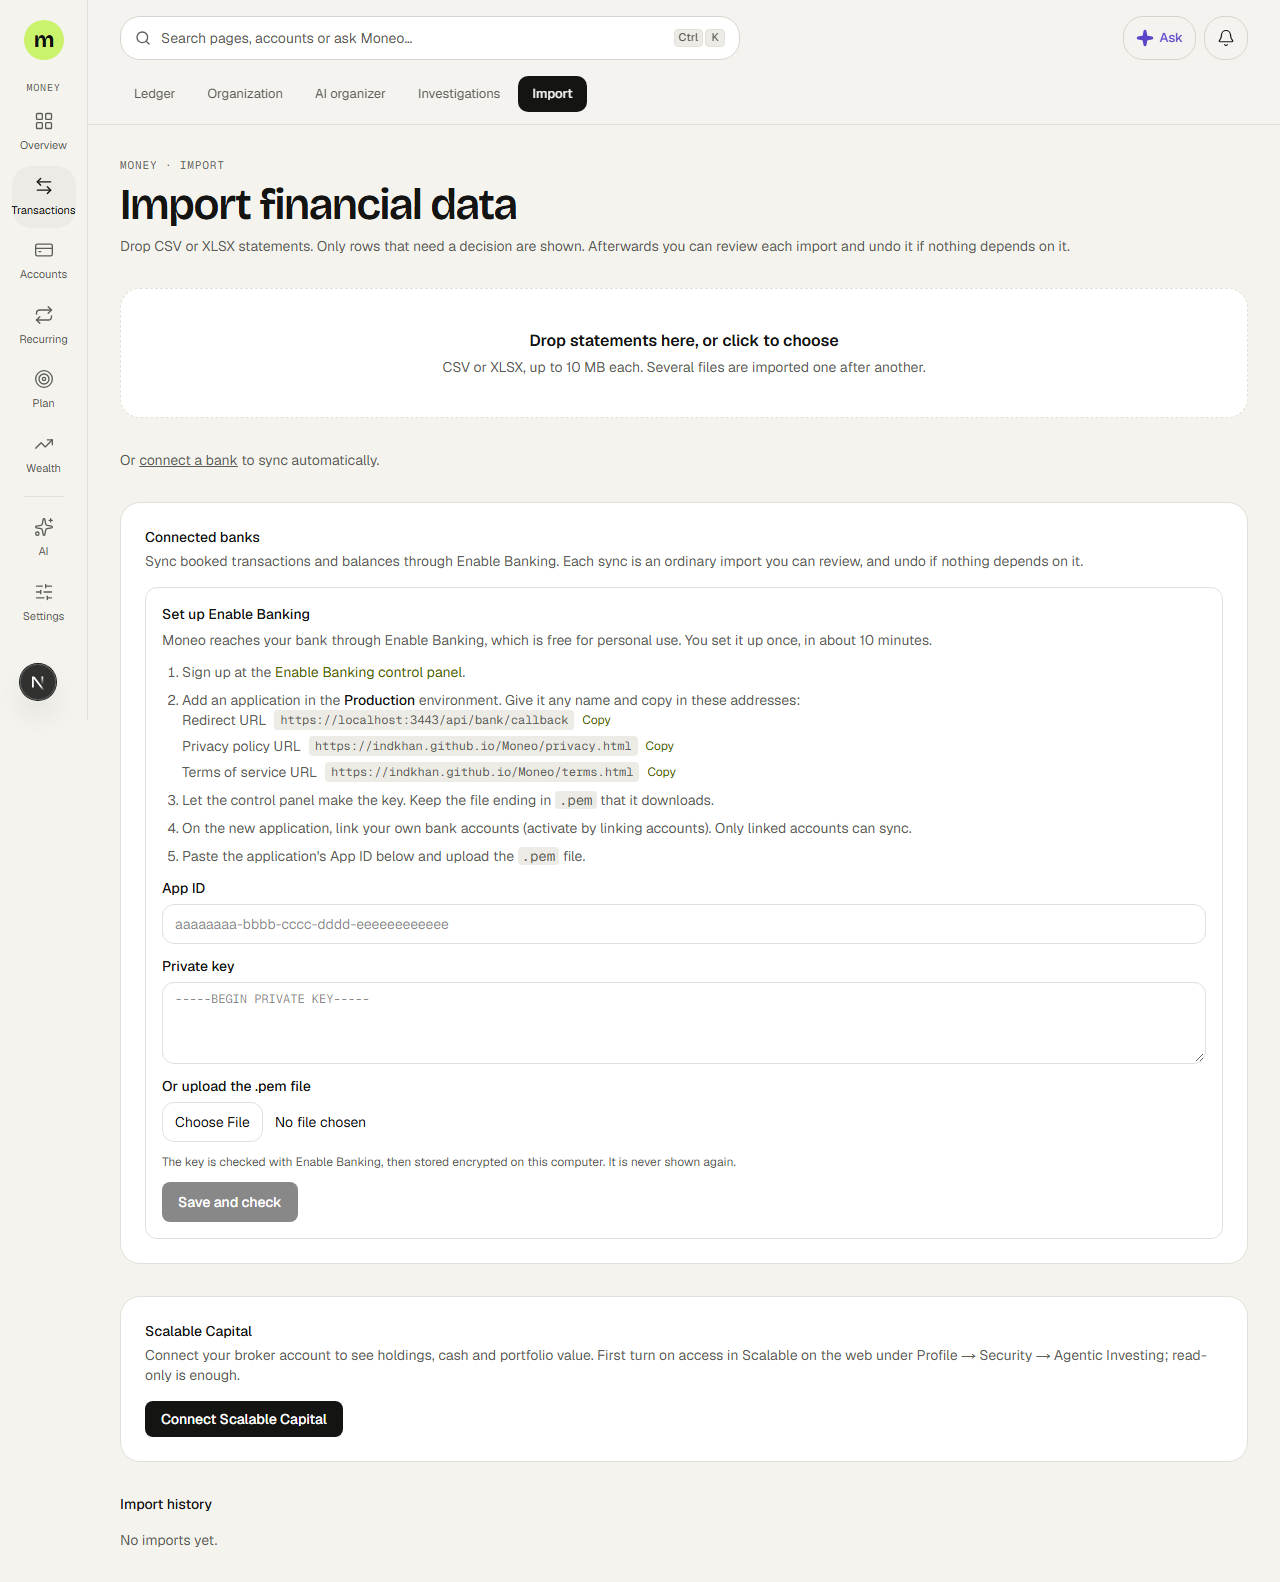 m
Search pages, accounts or ask Moneo...
Ctrl K
Ask
MONEY
Overview
Transactions
Accounts
Recurring
Plan
Wealth
AI
Settings
N
Ledger
Organization
AI organizer
Investigations
Import
MONEY · IMPORT
Import financial data
Drop CSV or XLSX statements. Only rows that need a decision are shown. Afterwards you can review each import and undo it if nothing depends on it.
Drop statements here, or click to choose
CSV or XLSX, up to 10 MB each. Several files are imported one after another.
Or connect a bank to sync automatically.
Connected banks
Sync booked transactions and balances through Enable Banking. Each sync is an ordinary import you can review, and undo if nothing depends on it.
Set up Enable Banking
Moneo reaches your bank through Enable Banking, which is free for personal use. You set it up once, in about 10 minutes.
1. Sign up at the Enable Banking control panel.
2. Add an application in the Production environment. Give it any name and copy in these addresses:
Redirect URL https://localhost:3443/api/bank/callback Copy
Privacy policy URL https://indkhan.github.io/Moneo/privacy.html Copy
Terms of service URL https://indkhan.github.io/Moneo/terms.html Copy
3. Let the control panel make the key. Keep the file ending in .pem that it downloads.
4. On the new application, link your own bank accounts (activate by linking accounts). Only linked accounts can sync.
5. Paste the application's App ID below and upload the .pem file.
App ID
aaaaaaaa-bbbb-cccc-dddd-eeeeeeeeeeee
Private key
-----BEGIN PRIVATE KEY-----
Or upload the .pem file
Choose File No file chosen
The key is checked with Enable Banking, then stored encrypted on this computer. It is never shown again.
Save and check
Scalable Capital
Connect your broker account to see holdings, cash and portfolio value. First turn on access in Scalable on the web under Profile → Security → Agentic Investing; read-
only is enough.
Connect Scalable Capital
Import history
No imports yet.